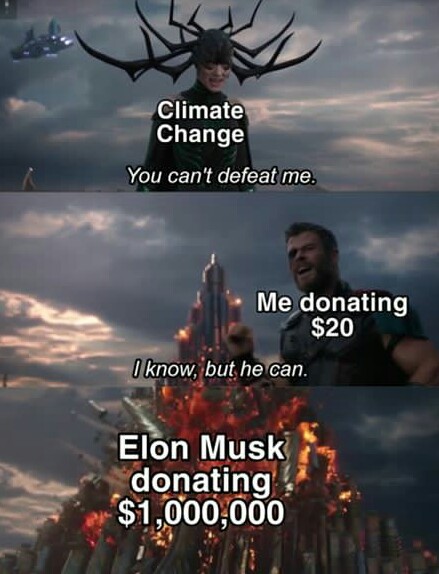 Climate
Change
You can't defeat me.
Me donating
$20
I know, but he can.
Elon Musk
donating
$1,000,000